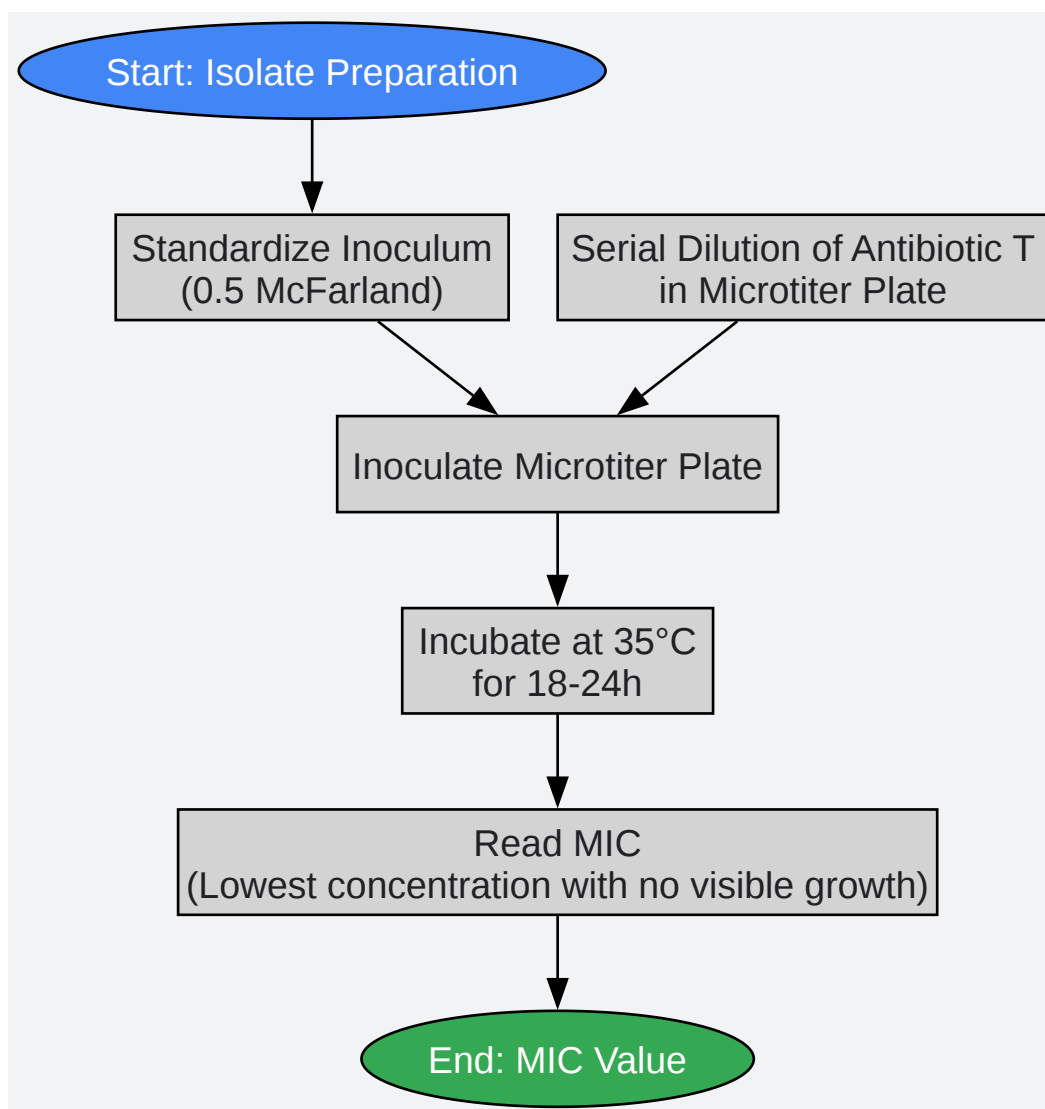 Start: Isolate Preparation
Standardize Inoculum
(0.5 McFarland)
Serial Dilution of Antibiotic T
in Microtiter Plate
Inoculate Microtiter Plate
Incubate at 35°C
for 18-24h
Read MIC
(Lowest concentration with no visible growth)
End: MIC Value